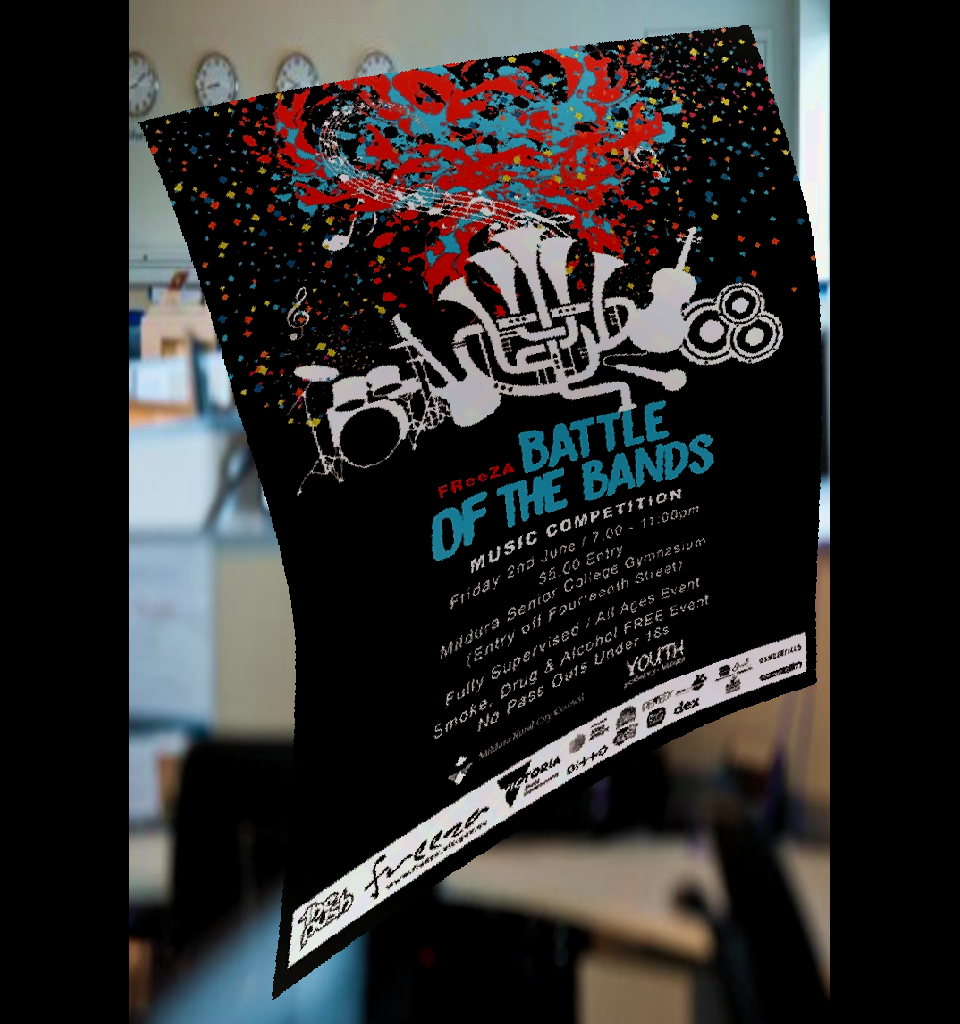 FReeZA BATTLE
OF THE BANDS
MUSIC COMPETITION
Friday 2nd June / 7.00 - 11:00pm
$5.00 Entry
Mildura Senior College Gymnasium
(Entry off Fourteenth Street)
Fully Supervised / All Ages Event
Smoke, Drug & Alcohol FREE Event
No Pass Outs Under 18s
YOUTH
Mildura Rural City Council
VICTORIA
dex
freeza